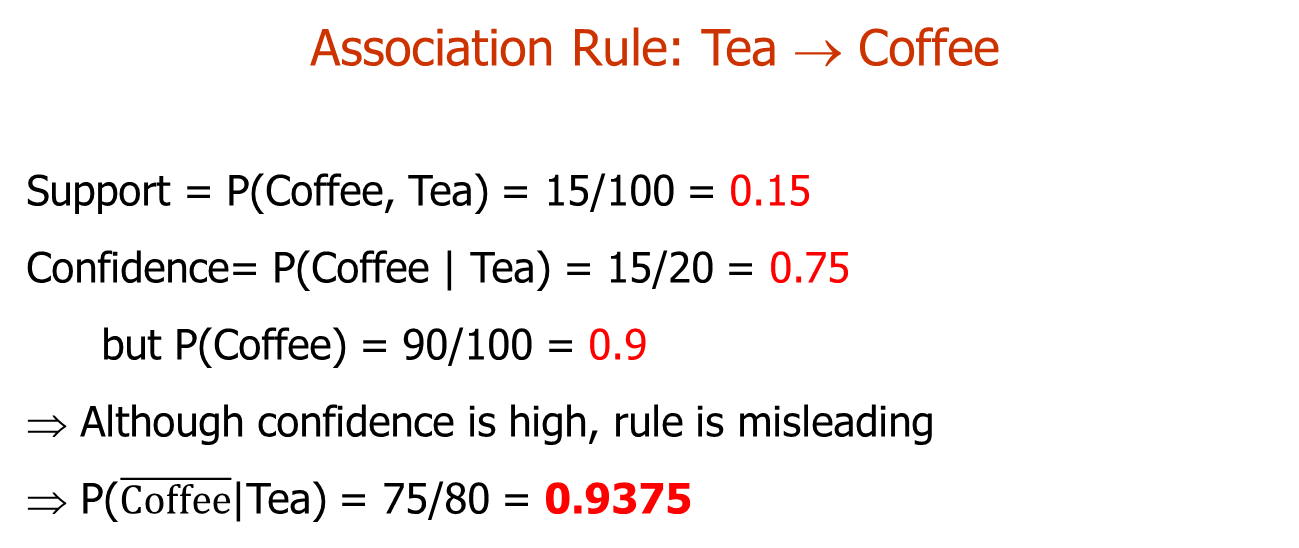 Association Rule: Tea → Coffee
Support = P(Coffee, Tea) = 15/100 = 0.15
Confidence= P(Coffee | Tea) = 15/20 = 0.75
but P(Coffee) = 90/100 = 0.9
⇒ Although confidence is high, rule is misleading
⇒ P(C̅o̅f̅f̅e̅e̅|Tea) = 75/80 = 0.9375